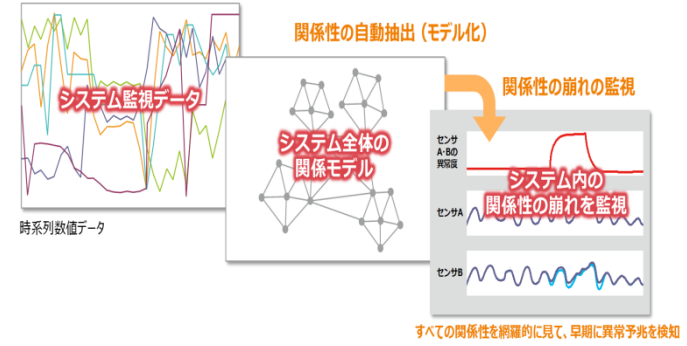 関係性の自動抽出（モデル化）
システム監視データ
時系列数値データ
システム全体の
関係モデル
関係性の崩れの監視
センサ
A・Bの
異常度
システム内の
関係性の崩れを監視
センサA
センサB
すべての関係性を網羅的に見て、早期に異常予兆を検知